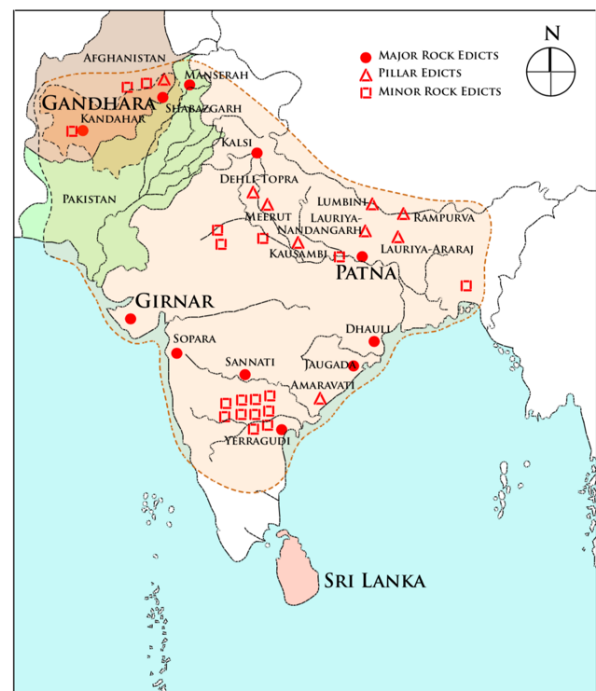 N
Major Rock Edicts
Pillar Edicts
Minor Rock Edicts
Afghanistan
Manserah
Gandhara
Shabazgarh
Kandahar
Kalsi
Dehli-Topra
Pakistan
Lumbini
Meerut
Lauriya-
Nandangarh
Rampurva
Lauriya-Araraj
Kausambi
Patna
Girnar
Dhauli
Sopara
Sannati
Jaugada
Amaravati
Yerragudi
Sri Lanka